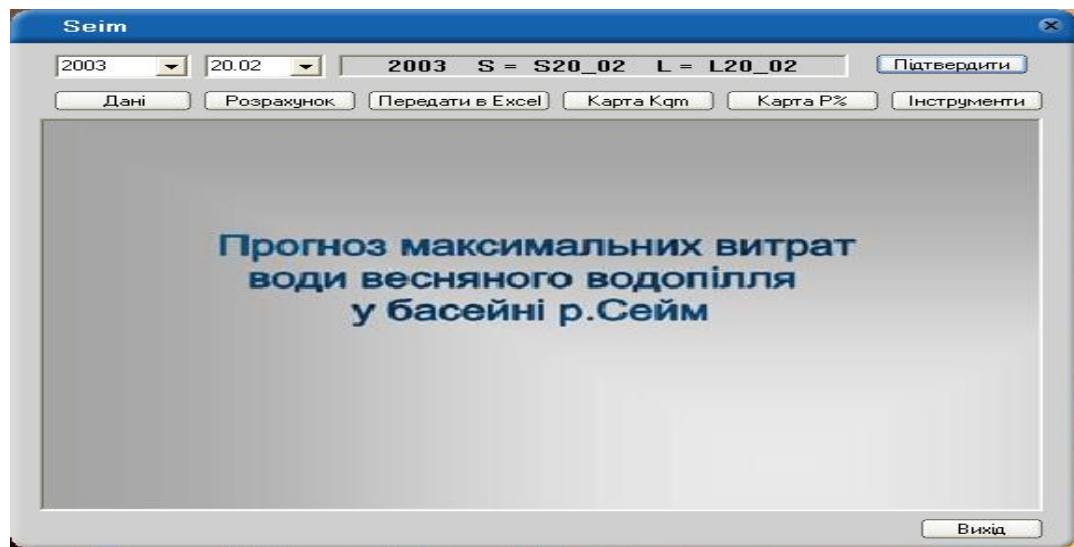 Seim
2003 20.02 2003 S = S20_02 L = L20_02 Підтвердити
Дані Розрахунок Передати в Excel Карта Kqm Карта P% Інструменти
Прогноз максимальних витрат
води весняного водопілля
у басейні р.Сейм
Вихід